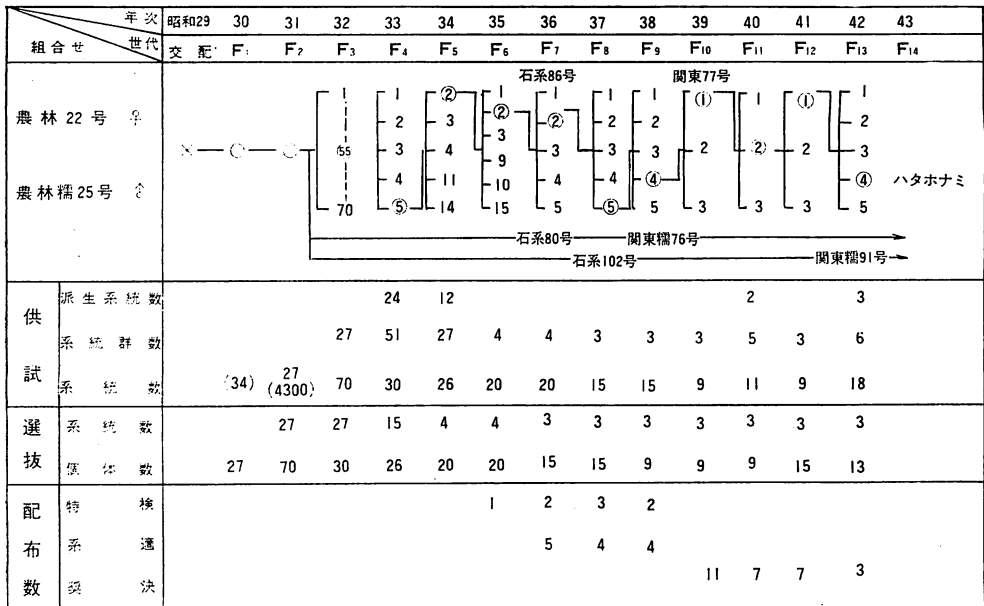 年次 昭和29 30 31 32 33 34 35 36 37 38 39 40 41 42 43
組合せ 世代 交配 F1 F2 F3 F4 F5 F6 F7 F8 F9 F10 F11 F12 F13 F14
石系86号 関東77号
1 1 ② 1 1 1 1 ① 1 ① 1
農林22号 ♀ 2 3 ② ② 2 2 2
× ○ ○ 55 3 4 3 3 3 3 2 ② 2 3
9
農林糯25号 ♂ 4 11 10 4 4 ④ ④ ハタホナミ
70 ⑤ 14 15 5 ⑤ 5 3 3 3 5
石系80号 関東糯76号
石系102号 関東糯91号
供試 派生系統数 24 12 2 3
系統群数 27 51 27 4 4 3 3 3 5 3 6
系統数 (34) 27 (4300) 70 30 26 20 20 15 15 9 11 9 18
選抜 系統数 27 27 15 4 4 3 3 3 3 3 3 3
個体数 27 70 30 26 20 20 15 15 9 9 9 15 13
配布数 特検 1 2 3 2
系適 5 4 4
奨決 11 7 7 3